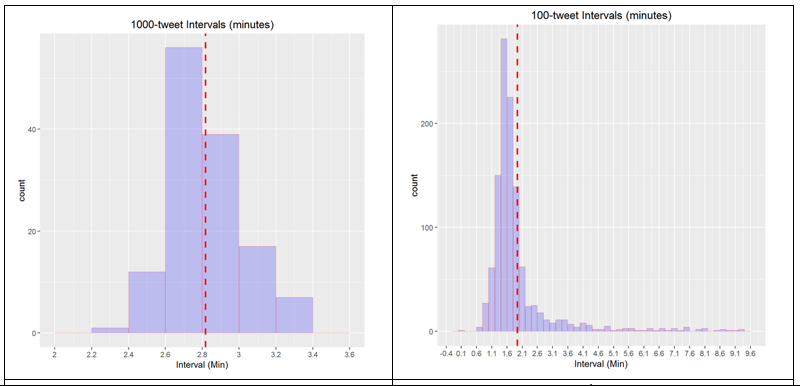 1000-tweet Intervals (minutes)
count
40
20
0
2 2.2 2.4 2.6 2.8 3 3.2 3.4 3.6
Interval (Min)
100-tweet Intervals (minutes)
count
200
100
0
-0.4 0.1 0.6 1.1 1.6 2.1 2.6 3.1 3.6 4.1 4.6 5.1 5.6 6.1 6.6 7.1 7.6 8.1 8.6 9.1 9.6
Interval (Min)